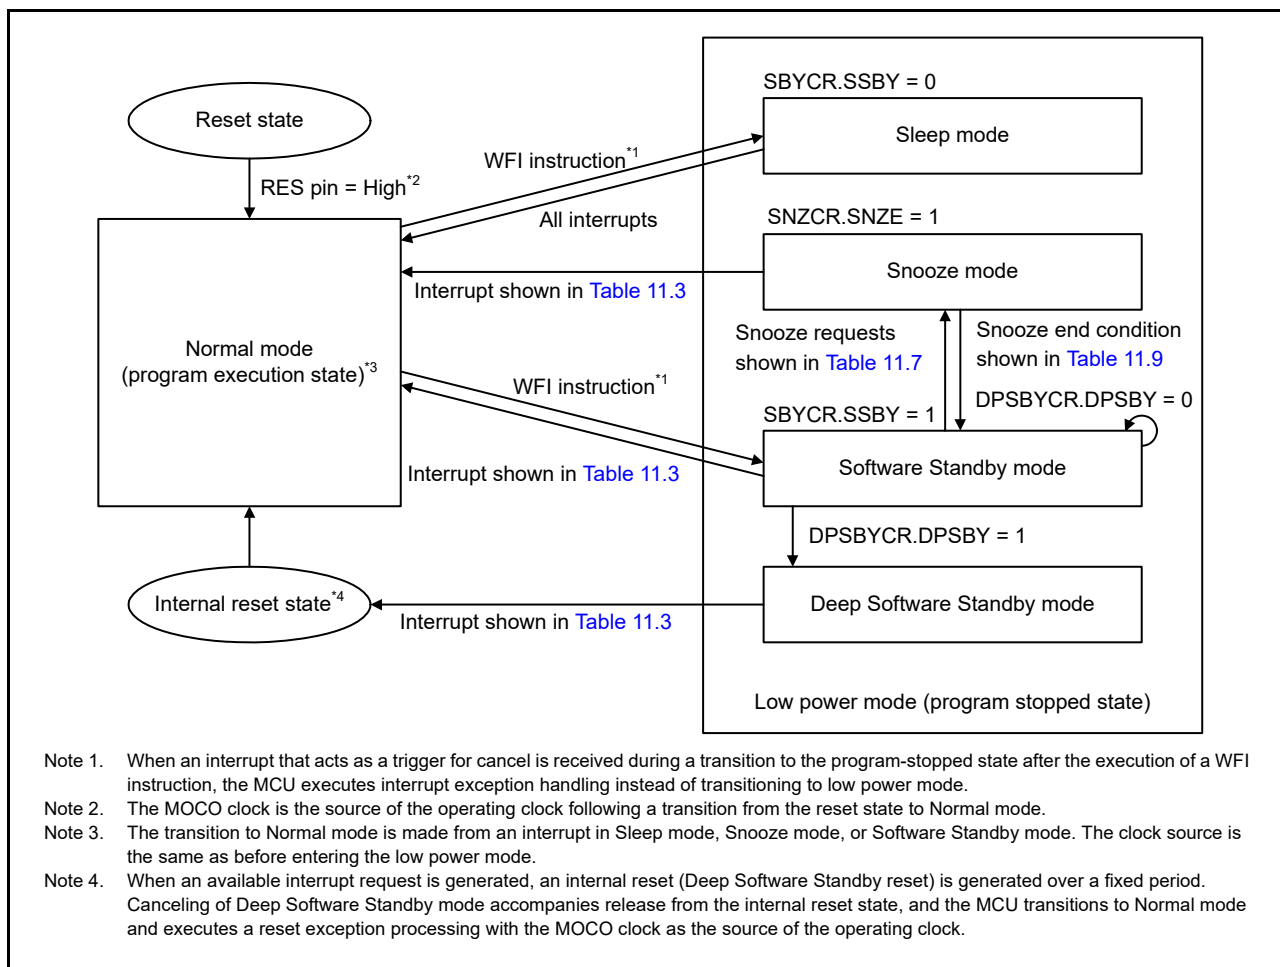 SBYCR.SSBY = 0
Reset state
Sleep mode
WFI instruction*1
RES pin = High*2
All interrupts
SNZCR.SNZE = 1
Snooze mode
Interrupt shown in Table 11.3
Snooze requests
shown in Table 11.7
Snooze end condition
shown in Table 11.9
Normal mode
(program execution state)*3
WFI instruction*1
DPSBYCR.DPSBY = 0
SBYCR.SSBY = 1
Software Standby mode
Interrupt shown in Table 11.3
DPSBYCR.DPSBY = 1
Internal reset state*4
Deep Software Standby mode
Interrupt shown in Table 11.3
Low power mode (program stopped state)
Note 1. When an interrupt that acts as a trigger for cancel is received during a transition to the program-stopped state after the execution of a WFI
instruction, the MCU executes interrupt exception handling instead of transitioning to low power mode.
Note 2. The MOCO clock is the source of the operating clock following a transition from the reset state to Normal mode.
Note 3. The transition to Normal mode is made from an interrupt in Sleep mode, Snooze mode, or Software Standby mode. The clock source is
the same as before entering the low power mode.
Note 4. When an available interrupt request is generated, an internal reset (Deep Software Standby reset) is generated over a fixed period.
Canceling of Deep Software Standby mode accompanies release from the internal reset state, and the MCU transitions to Normal mode
and executes a reset exception processing with the MOCO clock as the source of the operating clock.